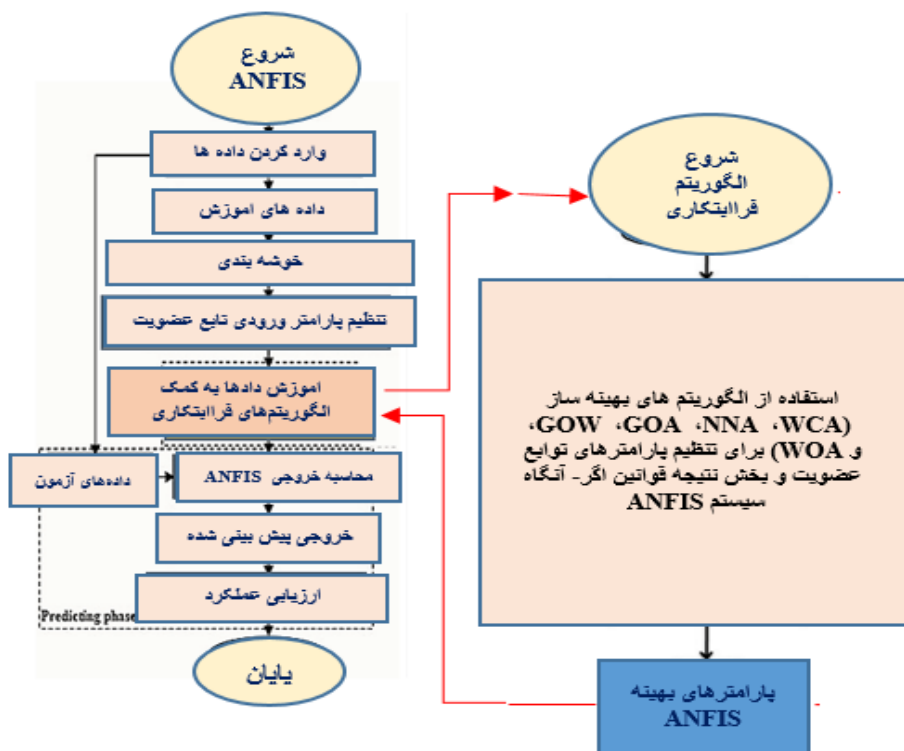 شروع
ANFIS
وارد کردن داده ها
داده های اموزش
خوشه بندی
تنظیم پارامتر ورودی تابع عضویت
اموزش دادها به کمک
الگوریتم‌های فراابتکاری
داده‌های آزمون
محاسبه خروجی ANFIS
خروجی پیش بینی شده
ارزیابی عملکرد
Predicting phase
پایان
شروع
الگوریتم
فراابتکاری
استفاده از الگوریتم های بهینه ساز
(WCA، NNA، GOA، GOW،
و WOA) برای تنظیم پارامترهای توابع
عضویت و بخش نتیجه قوانین اگر- آنگاه
سیستم ANFIS
پارامترهای بهینه
ANFIS